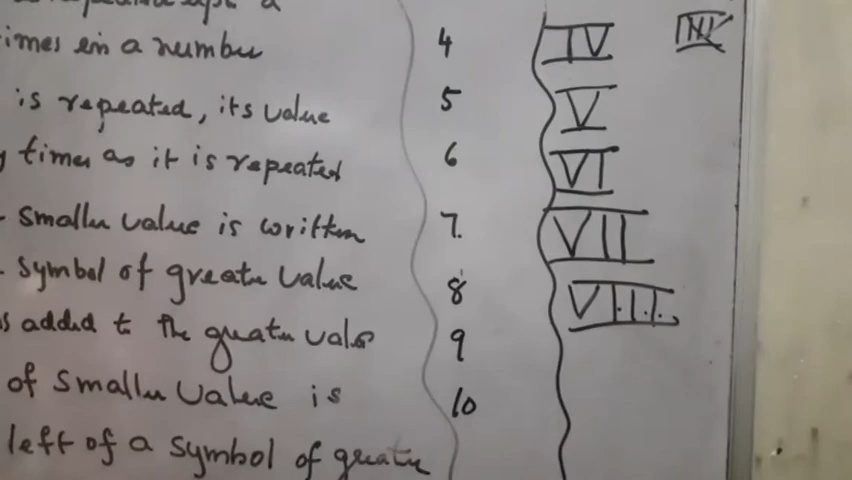 times in a number
is repeated, its value
times as it is repeated
smaller value is written
symbol of greater value
is added to the greater value
of smaller value is
left of a symbol of greater
4 IV
5 V
6 VI
7. VII
8 VIII
9
10